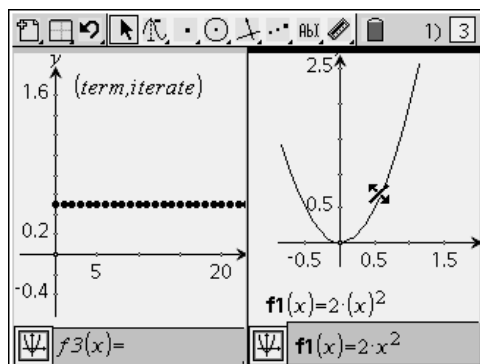 Abl
1) 3
y
1.6
(term,iterate)
0.2
5
20
-0.4
f3(x)=
y
2.5
0.5
-0.5
0.5
1.5
x
f1(x)=2·(x)²
f1(x)=2·x²